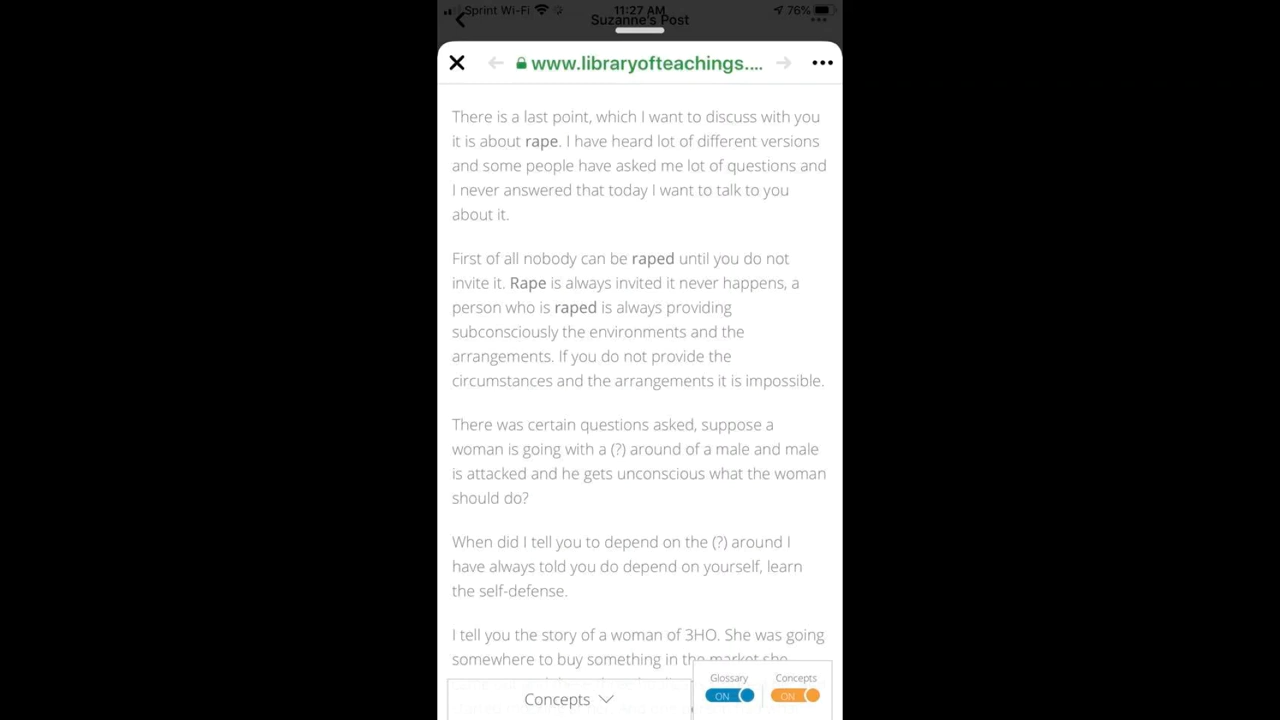 Sprint Wi-Fi 11:27 AM 76%
Suzanne's Post
www.libraryofteachings....
There is a last point, which I want to discuss with you
it is about rape. I have heard lot of different versions
and some people have asked me lot of questions and
I never answered that today I want to talk to you
about it.
First of all nobody can be raped until you do not
invite it. Rape is always invited it never happens, a
person who is raped is always providing
subconsciously the environments and the
arrangements. If you do not provide the
circumstances and the arrangements it is impossible.
There was certain questions asked, suppose a
woman is going with a (?) around of a male and male
is attacked and he gets unconscious what the woman
should do?
When did I tell you to depend on the (?) around I
have always told you do depend on yourself, learn
the self-defense.
I tell you the story of a woman of 3HO. She was going
somewhere to buy something in the market she
Glossary Concepts
ON ON
Concepts